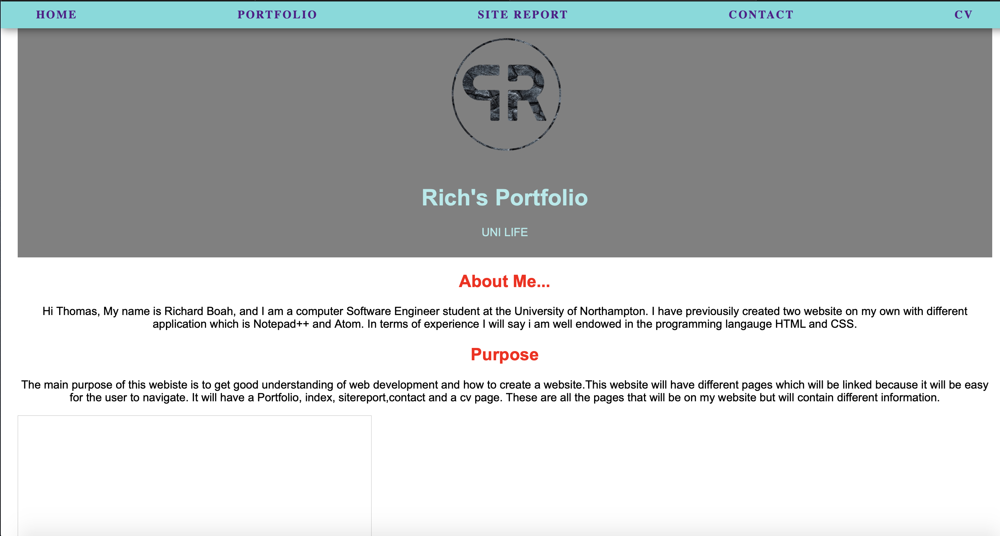 HOME PORTFOLIO SITE REPORT CONTACT CV
PR
Rich's Portfolio
UNI LIFE
About Me...
Hi Thomas, My name is Richard Boah, and I am a computer Software Engineer student at the University of Northampton. I have previousily created two website on my own with different
application which is Notepad++ and Atom. In terms of experience I will say i am well endowed in the programming langauge HTML and CSS.
Purpose
The main purpose of this webiste is to get good understanding of web development and how to create a website.This website will have different pages which will be linked because it will be easy
for the user to navigate. It will have a Portfolio, index, sitereport,contact and a cv page. These are all the pages that will be on my website but will contain different information.